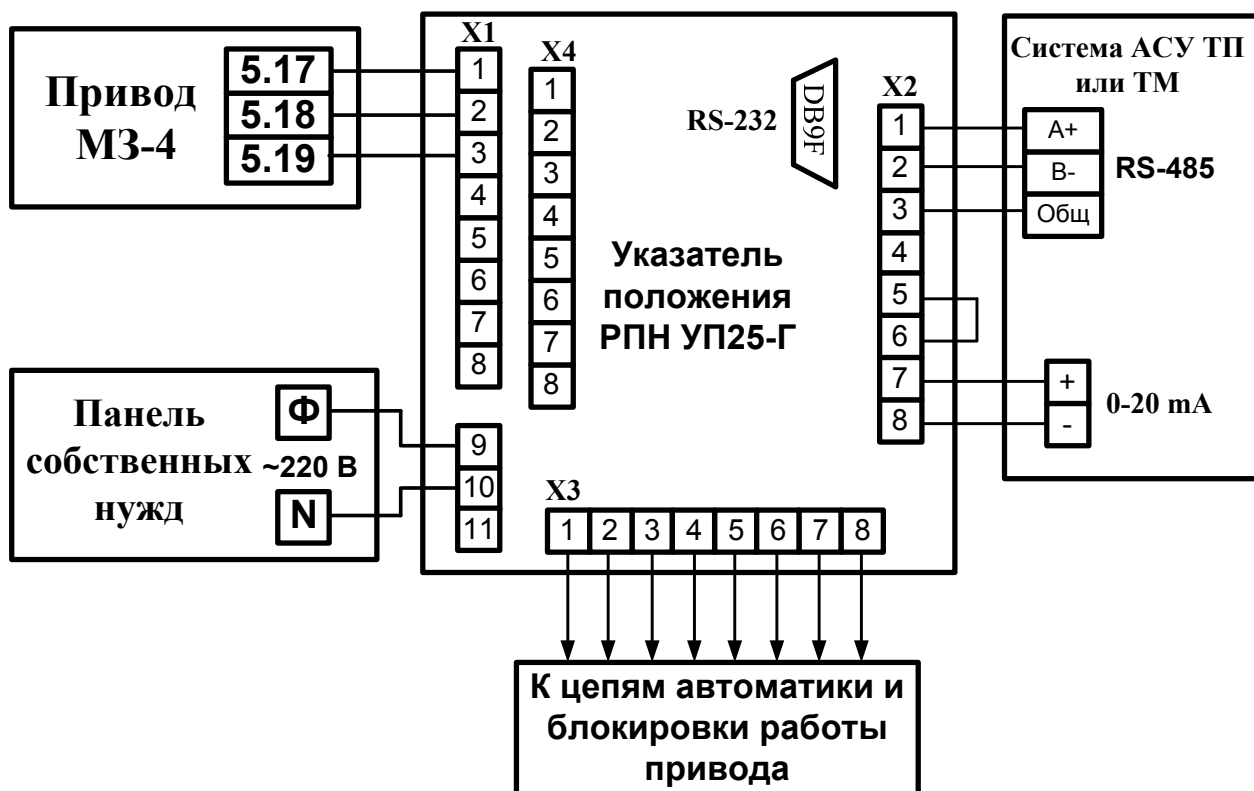 Привод
МЗ-4
5.17
5.18
5.19
X1
1
2
3
4
5
6
7
8
9
10
11
X4
1
2
3
4
5
6
7
8
RS-232
DB9F
Указатель
положения
РПН УП25-Г
X2
1
2
3
4
5
6
7
8
Система АСУ ТП
или ТМ
A+
B-
Общ
RS-485
+
-
0-20 mA
Панель
собственных
нужд
Ф
~220 В
N
X3
1 2 3 4 5 6 7 8
К цепям автоматики и
блокировки работы
привода